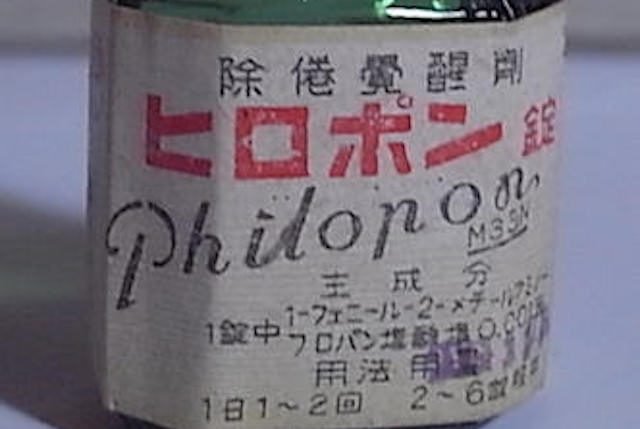 除倦覺醒劑
ヒロポン錠
Philopon
M33N
主成分
1-フェニール-2-メチールアミノ-
1錠中プロパン塩酸塩0.001
用法用
1日1~2回 2~6錠